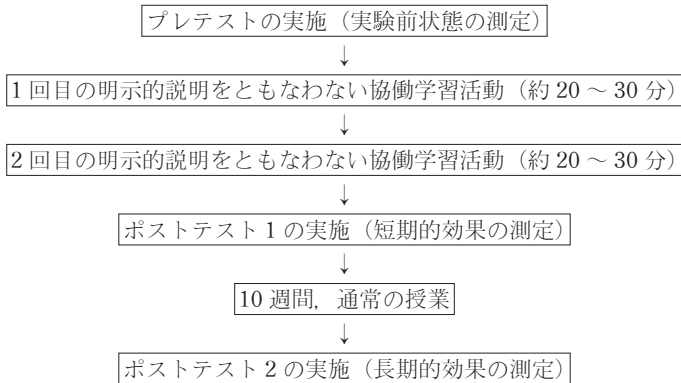 プレテストの実施（実験前状態の測定）
↓
1 回目の明示的説明をともなわない協働学習活動（約 20 ～ 30 分）
↓
2 回目の明示的説明をともなわない協働学習活動（約 20 ～ 30 分）
↓
ポストテスト 1 の実施（短期的効果の測定）
↓
10 週間，通常の授業
↓
ポストテスト 2 の実施（長期的効果の測定）